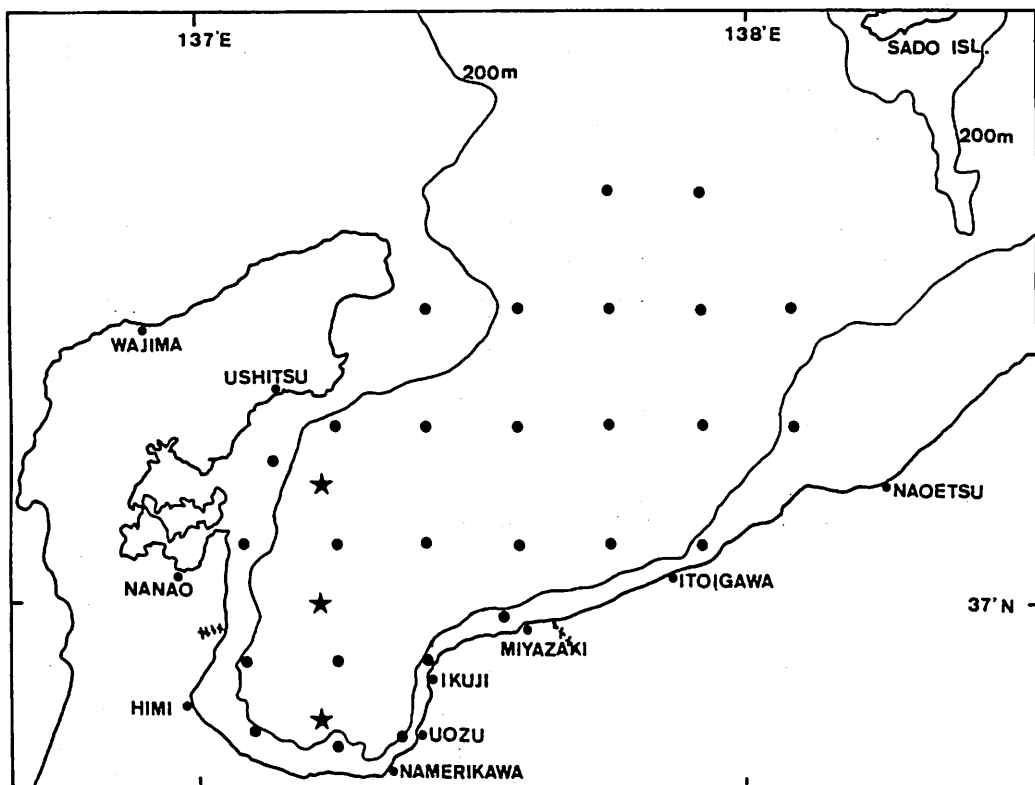 137°E
138°E
SADO ISL.
200m
200m
WAJIMA
USHITSU
NAOETSU
NANAO
ITOIGAWA
37°N
MIYAZAKI
IKUJI
HIMI
UOZU
NAMERIKAWA